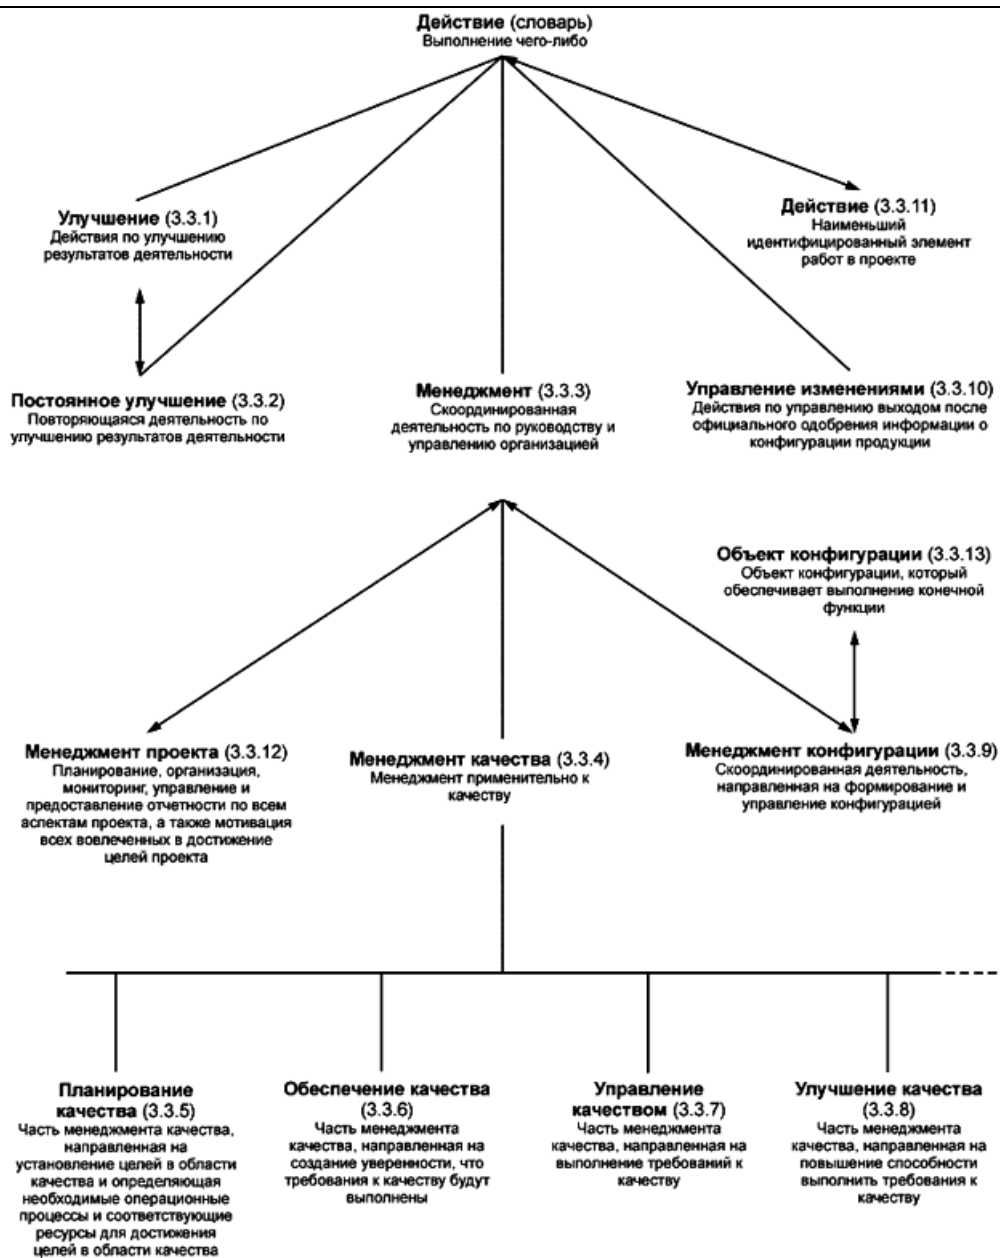 Действие (словарь)
Выполнение чего-либо
Улучшение (3.3.1)
Действия по улучшению
результатов деятельности
Действие (3.3.11)
Наименьший
идентифицированный элемент
работ в проекте
Постоянное улучшение (3.3.2)
Повторяющаяся деятельность по
улучшению результатов деятельности
Менеджмент (3.3.3)
Скоординированная
деятельность по руководству и
управлению организацией
Управление изменениями (3.3.10)
Действия по управлению выходом после
официального одобрения информации о
конфигурации продукции
Объект конфигурации (3.3.13)
Объект конфигурации, который
обеспечивает выполнение конечной
функции
Менеджмент проекта (3.3.12)
Планирование, организация,
мониторинг, управление и
предоставление отчетности по всем
аспектам проекта, а также мотивация
всех вовлеченных в достижение
целей проекта
Менеджмент качества (3.3.4)
Менеджмент применительно к
качеству
Менеджмент конфигурации (3.3.9)
Скоординированная деятельность,
направленная на формирование и
управление конфигурацией
Планирование
качества (3.3.5)
Часть менеджмента качества,
направленная на
установление целей в области
качества и определяющая
необходимые операционные
процессы и соответствующие
ресурсы для достижения
целей в области качества
Обеспечение качества
(3.3.6)
Часть менеджмента
качества, направленная на
создание уверенности, что
требования к качеству будут
выполнены
Управление
качеством (3.3.7)
Часть менеджмента
качества, направленная на
выполнение требований к
качеству
Улучшение качества
(3.3.8)
Часть менеджмента
качества, направленная на
повышение способности
выполнить требования к
качеству